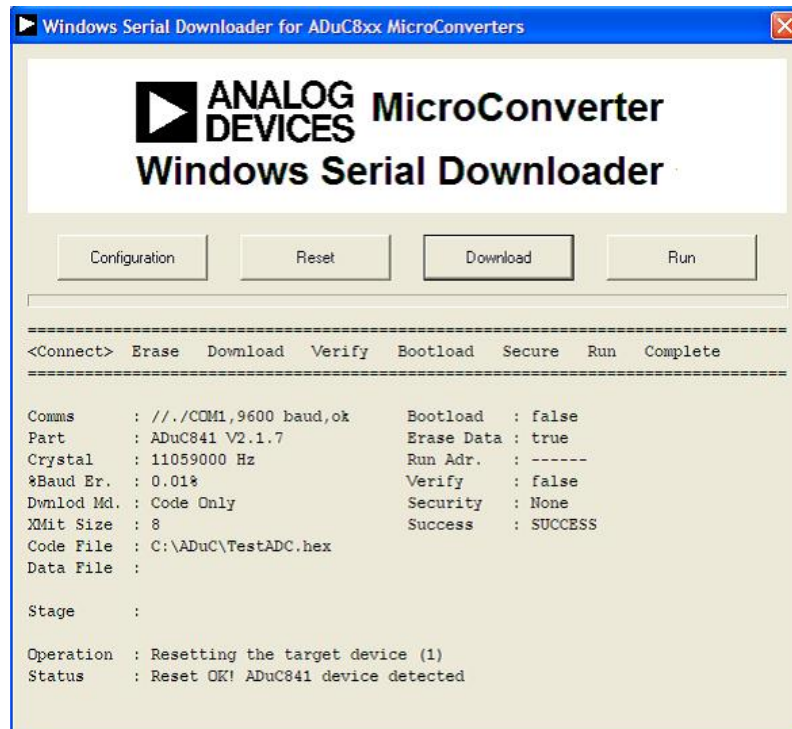 Windows Serial Downloader for ADuC8xx MicroConverters
ANALOG DEVICES MicroConverter
Windows Serial Downloader
Configuration Reset Download Run
================================================================================
<Connect> Erase Download Verify Bootload Secure Run Complete
================================================================================
Comms : //./COM1,9600 baud,ok Bootload : false
Part : ADuC841 V2.1.7 Erase Data : true
Crystal : 11059000 Hz Run Adr. : ------
%Baud Er. : 0.01% Verify : false
Dwnlod Md. : Code Only Security : None
XMit Size : 8 Success : SUCCESS
Code File : C:\ADuC\TestADC.hex
Data File :
Stage :
Operation : Resetting the target device (1)
Status : Reset OK! ADuC841 device detected